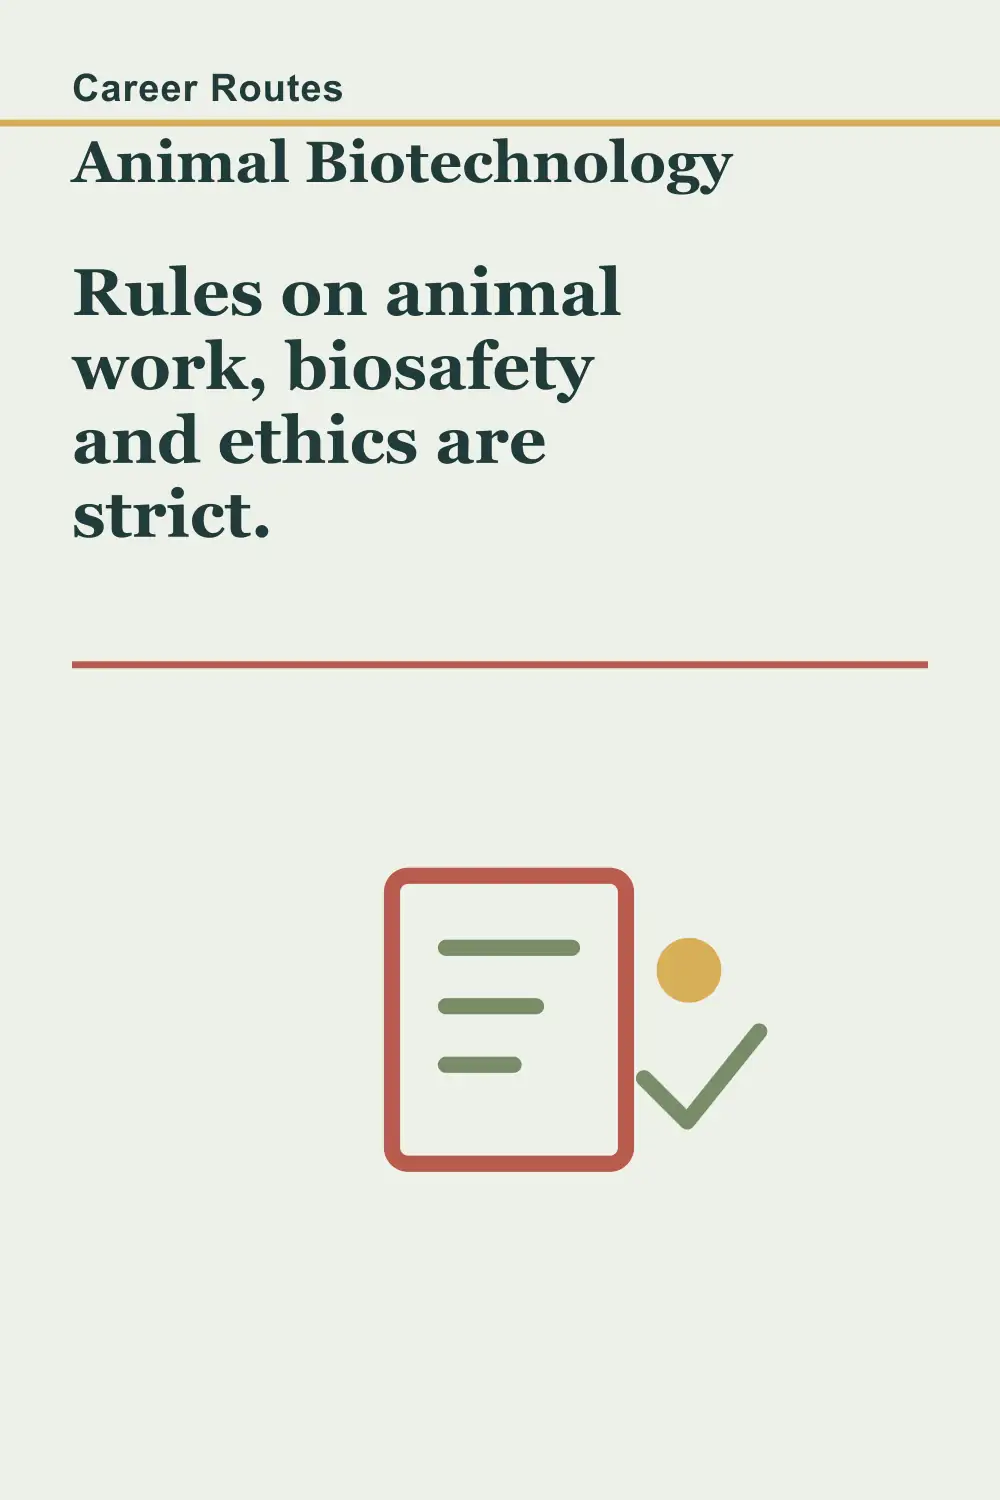 Career Routes
Animal Biotechnology
Rules on animal
work, biosafety
and ethics are
strict.